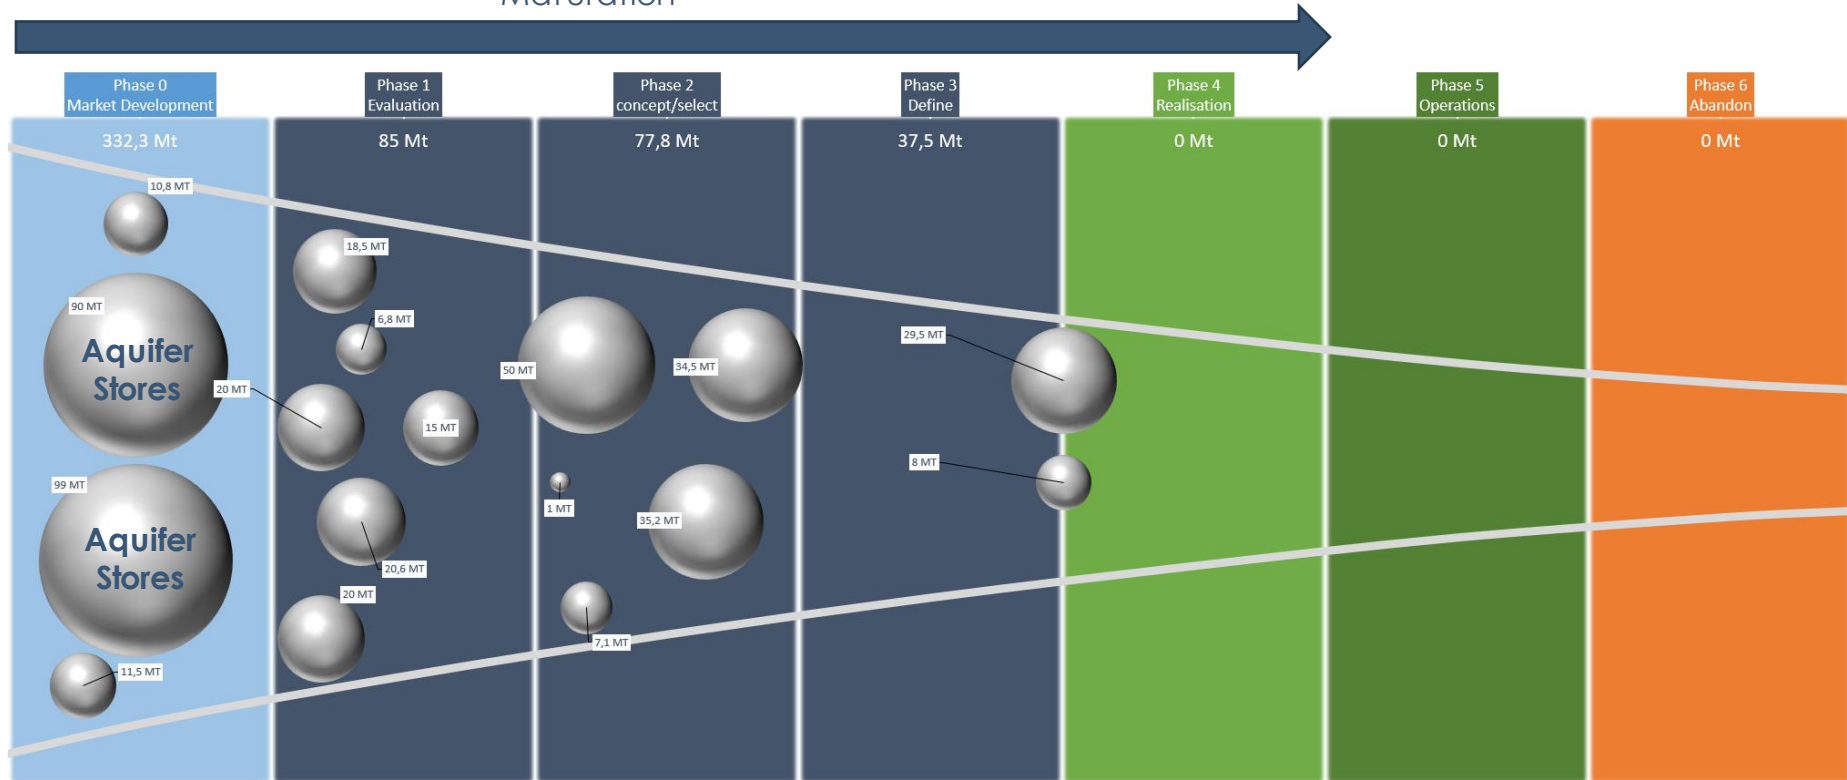 Maturation
Phase 0
Market Development
332,3 Mt
Phase 1
Evaluation
85 Mt
Phase 2
concept/select
77,8 Mt
Phase 3
Define
37,5 Mt
Phase 4
Realisation
0 Mt
Phase 5
Operations
0 Mt
Phase 6
Abandon
0 Mt
10,8 MT
90 MT
Aquifer
Stores
99 MT
Aquifer
Stores
11,5 MT
18,5 MT
6,8 MT
20 MT
15 MT
20,6 MT
20 MT
50 MT
34,5 MT
1 MT
35,2 MT
7,1 MT
29,5 MT
8 MT